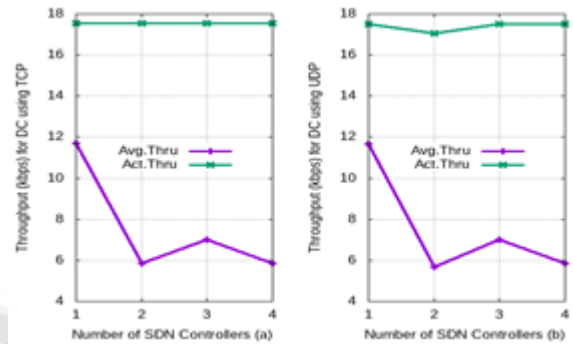 Throughput (kbps) for DC using TCP
18
16
14
12
10
8
6
4
Avg.Thru
Act.Thru
1 2 3 4
Number of SDN Controllers (a)
Throughput (kbps) for DC using UDP
18
16
14
12
10
8
6
4
Avg.Thru
Act.Thru
1 2 3 4
Number of SDN Controllers (b)